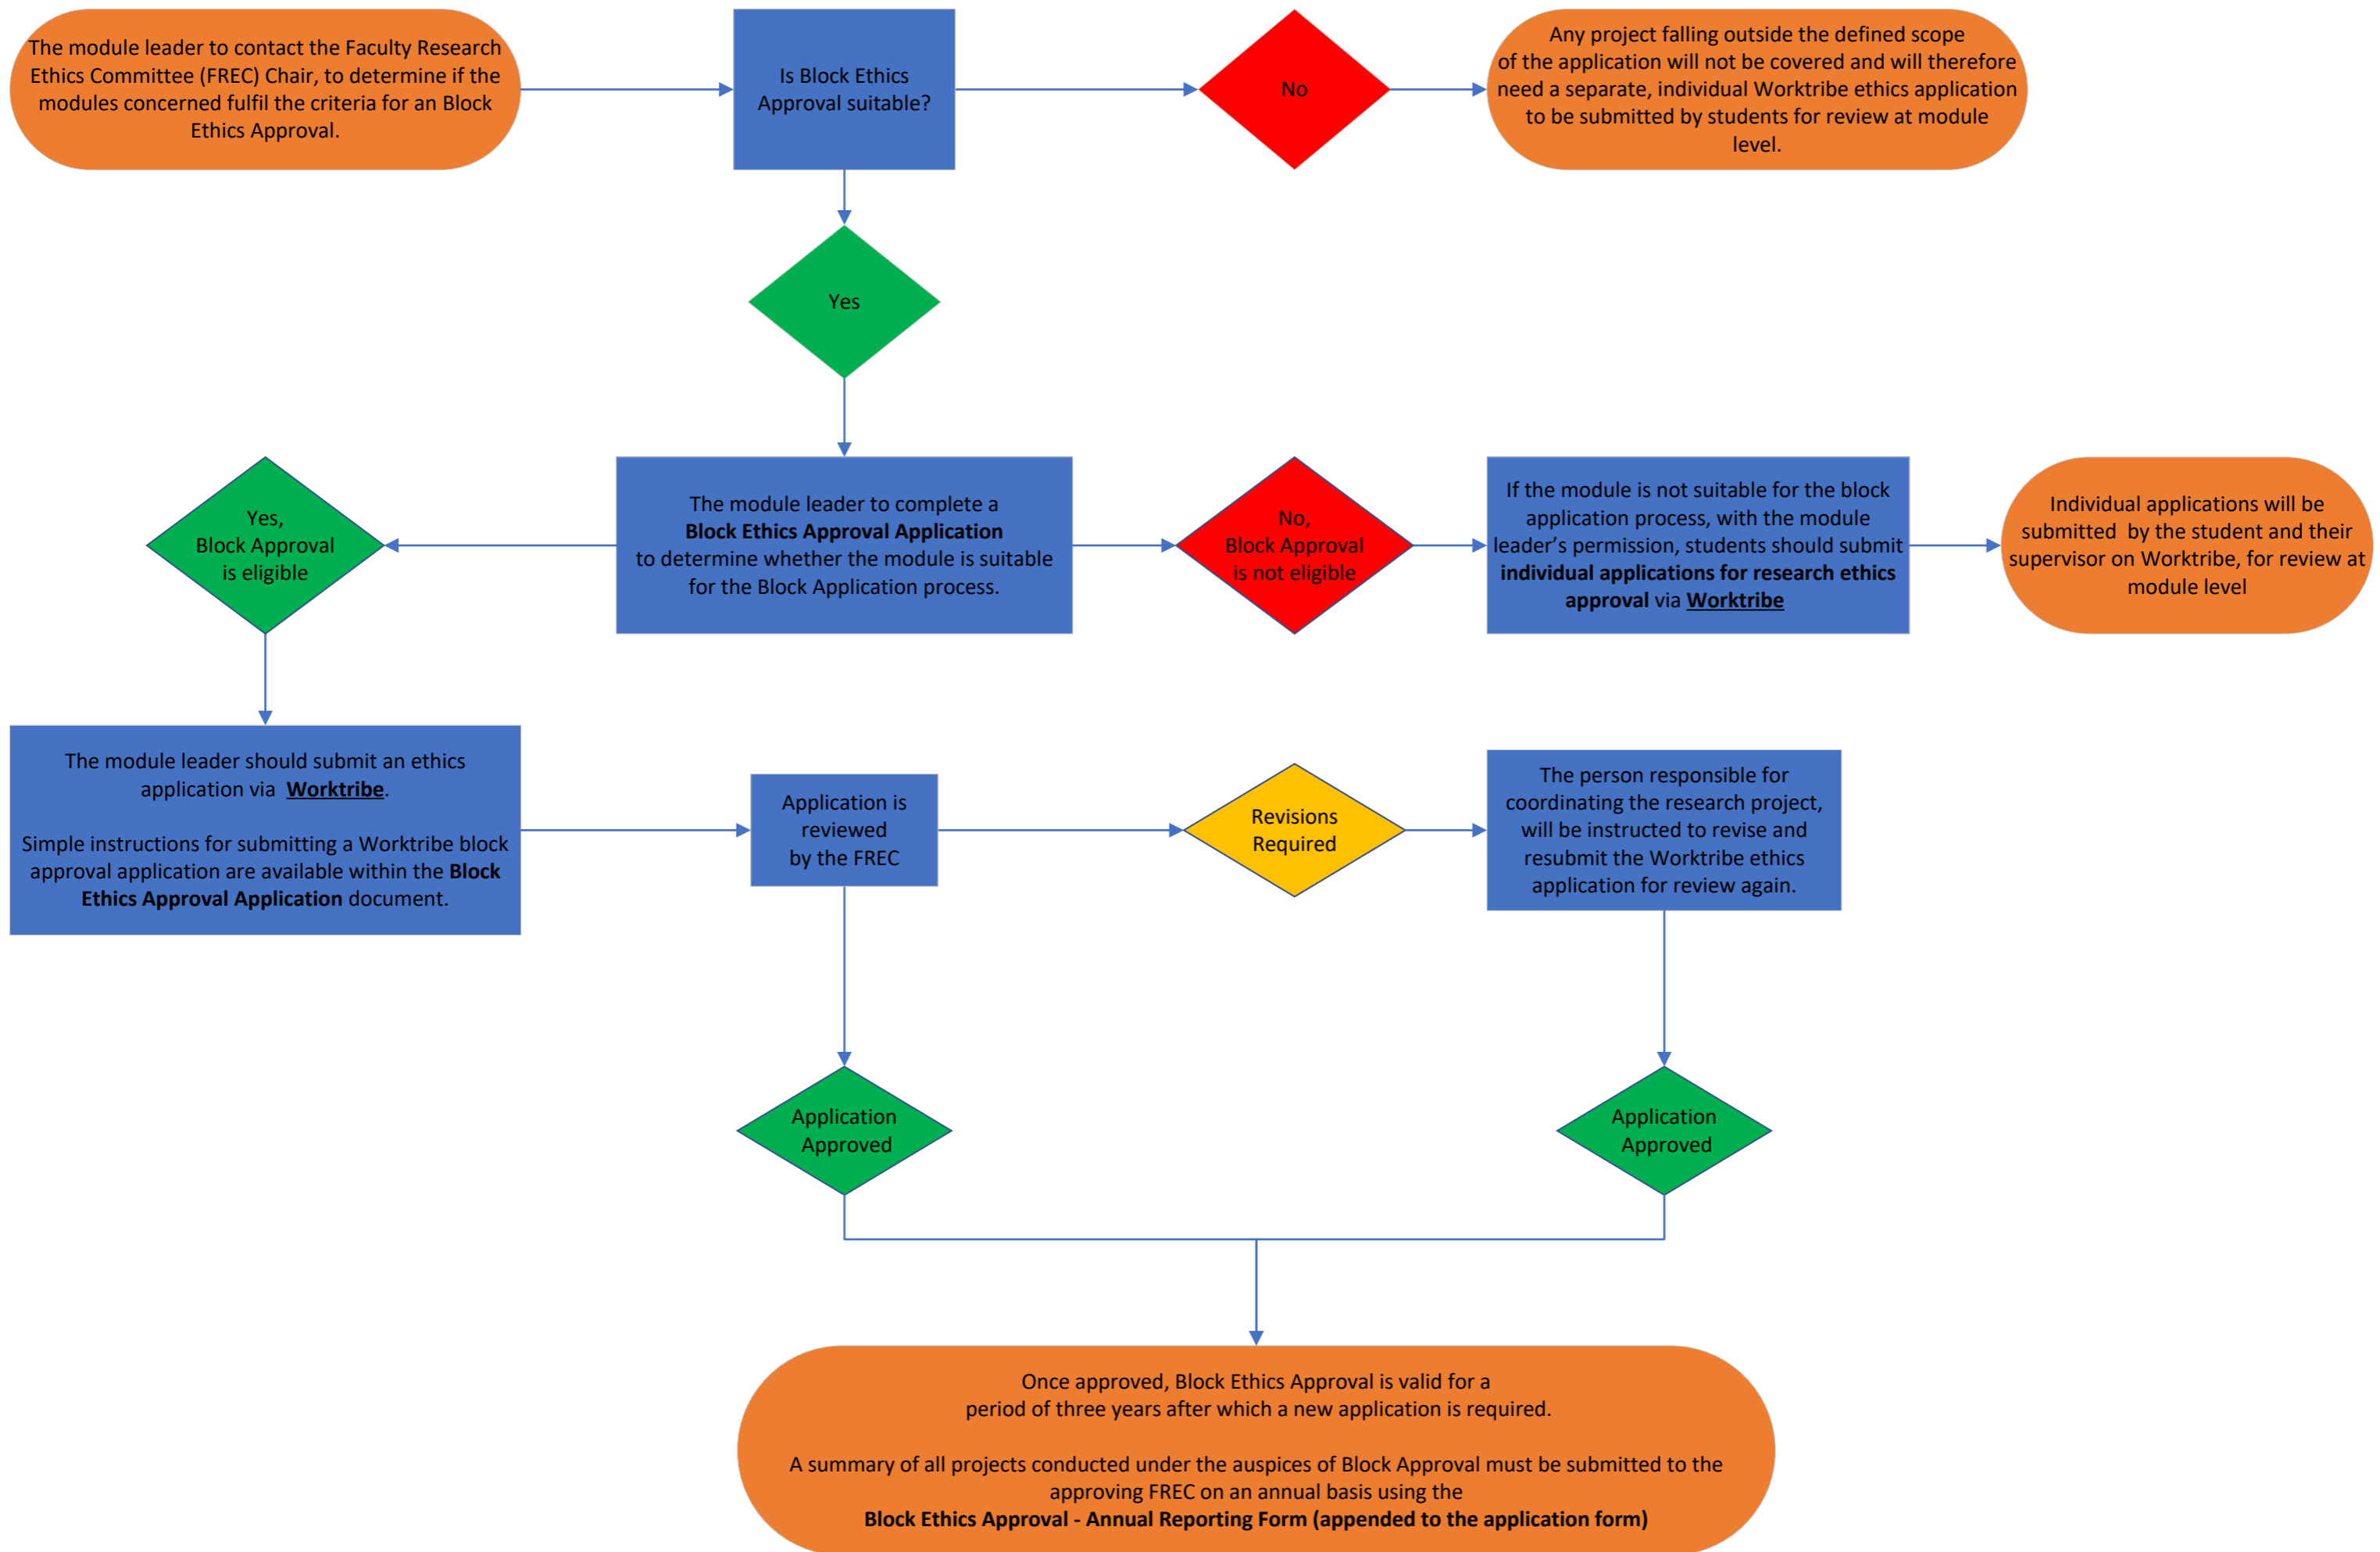 The module leader to contact the Faculty Research
Ethics Committee (FREC) Chair, to determine if the
modules concerned fulfil the criteria for an Block
Ethics Approval.
Is Block Ethics
Approval suitable?
No
Any project falling outside the defined scope
of the application will not be covered and will therefore
need a separate, individual Worktribe ethics application
to be submitted by students for review at module
level.
Yes
Yes,
Block Approval
is eligible
The module leader to complete a
Block Ethics Approval Application
to determine whether the module is suitable
for the Block Application process.
No,
Block Approval
is not eligible
If the module is not suitable for the block
application process, with the module
leader’s permission, students should submit
individual applications for research ethics
approval via Worktribe
Individual applications will be
submitted by the student and their
supervisor on Worktribe, for review at
module level
The module leader should submit an ethics
application via Worktribe.
Simple instructions for submitting a Worktribe block
approval application are available within the Block
Ethics Approval Application document.
Application is
reviewed
by the FREC
Revisions
Required
The person responsible for
coordinating the research project,
will be instructed to revise and
resubmit the Worktribe ethics
application for review again.
Application
Approved
Application
Approved
Once approved, Block Ethics Approval is valid for a
period of three years after which a new application is required.
A summary of all projects conducted under the auspices of Block Approval must be submitted to the
approving FREC on an annual basis using the
Block Ethics Approval - Annual Reporting Form (appended to the application form)